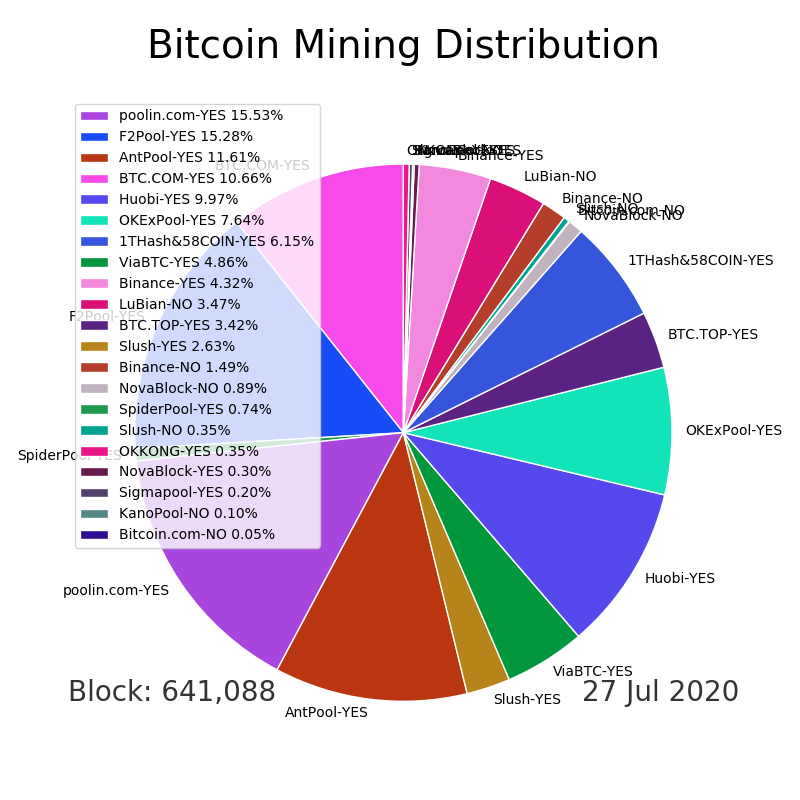 Bitcoin Mining Distribution
poolin.com-YES 15.53%
F2Pool-YES 15.28%
AntPool-YES 11.61%
BTC.COM-YES 10.66%
Huobi-YES 9.97%
OKExPool-YES 7.64%
1THash&58COIN-YES 6.15%
ViaBTC-YES 4.86%
Binance-YES 4.32%
LuBian-NO 3.47%
BTC.TOP-YES 3.42%
Slush-YES 2.63%
Binance-NO 1.49%
NovaBlock-NO 0.89%
SpiderPool-YES 0.74%
Slush-NO 0.35%
OKKONG-YES 0.35%
NovaBlock-YES 0.30%
Sigmapool-YES 0.20%
KanoPool-NO 0.10%
Bitcoin.com-NO 0.05%
BTC.COM-YES
F2Pool-YES
SpiderPool-YES
poolin.com-YES
AntPool-YES
Slush-YES
ViaBTC-YES
Huobi-YES
OKExPool-YES
BTC.TOP-YES
1THash&58COIN-YES
NovaBlock-NO
Bitcoin.com-NO
Slush-NO
Binance-NO
LuBian-NO
Binance-YES
Block: 641,088
27 Jul 2020